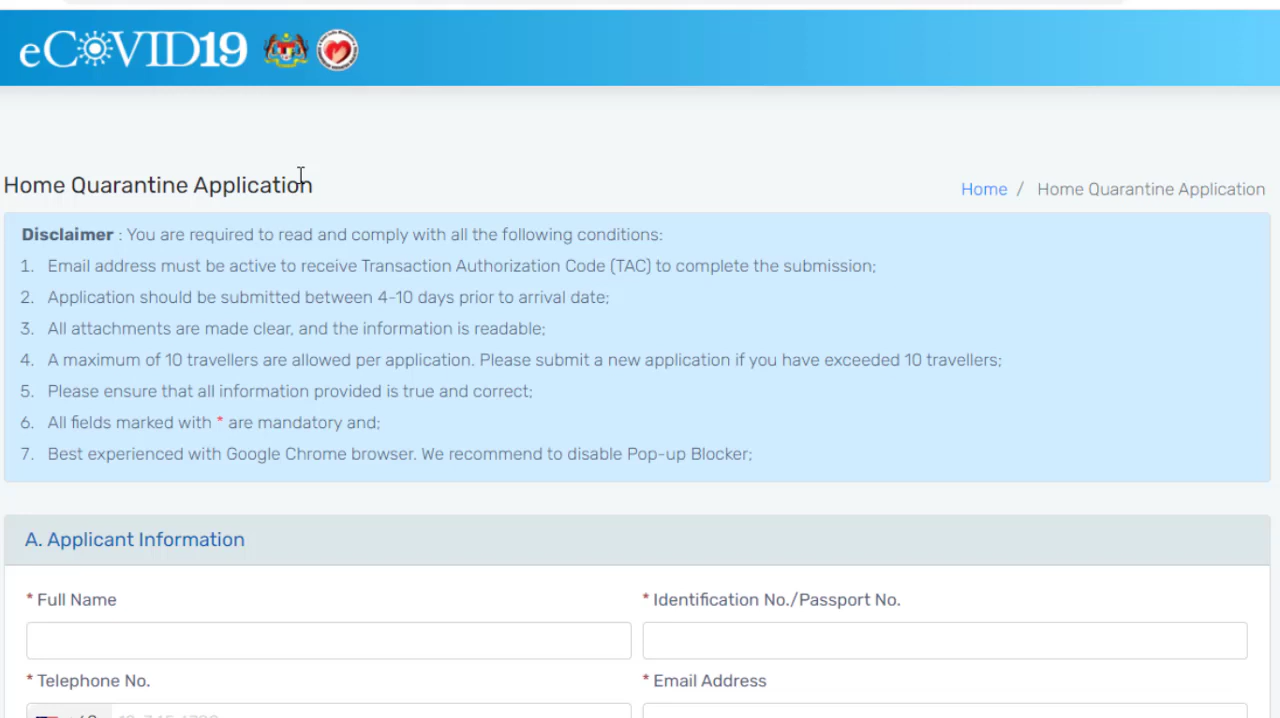 eCOVID19
Home Quarantine Application
Home / Home Quarantine Application
Disclaimer : You are required to read and comply with all the following conditions:
1. Email address must be active to receive Transaction Authorization Code (TAC) to complete the submission;
2. Application should be submitted between 4-10 days prior to arrival date;
3. All attachments are made clear, and the information is readable;
4. A maximum of 10 travellers are allowed per application. Please submit a new application if you have exceeded 10 travellers;
5. Please ensure that all information provided is true and correct;
6. All fields marked with * are mandatory and;
7. Best experienced with Google Chrome browser. We recommend to disable Pop-up Blocker;
A. Applicant Information
* Full Name
* Identification No./Passport No.
* Telephone No.
* Email Address